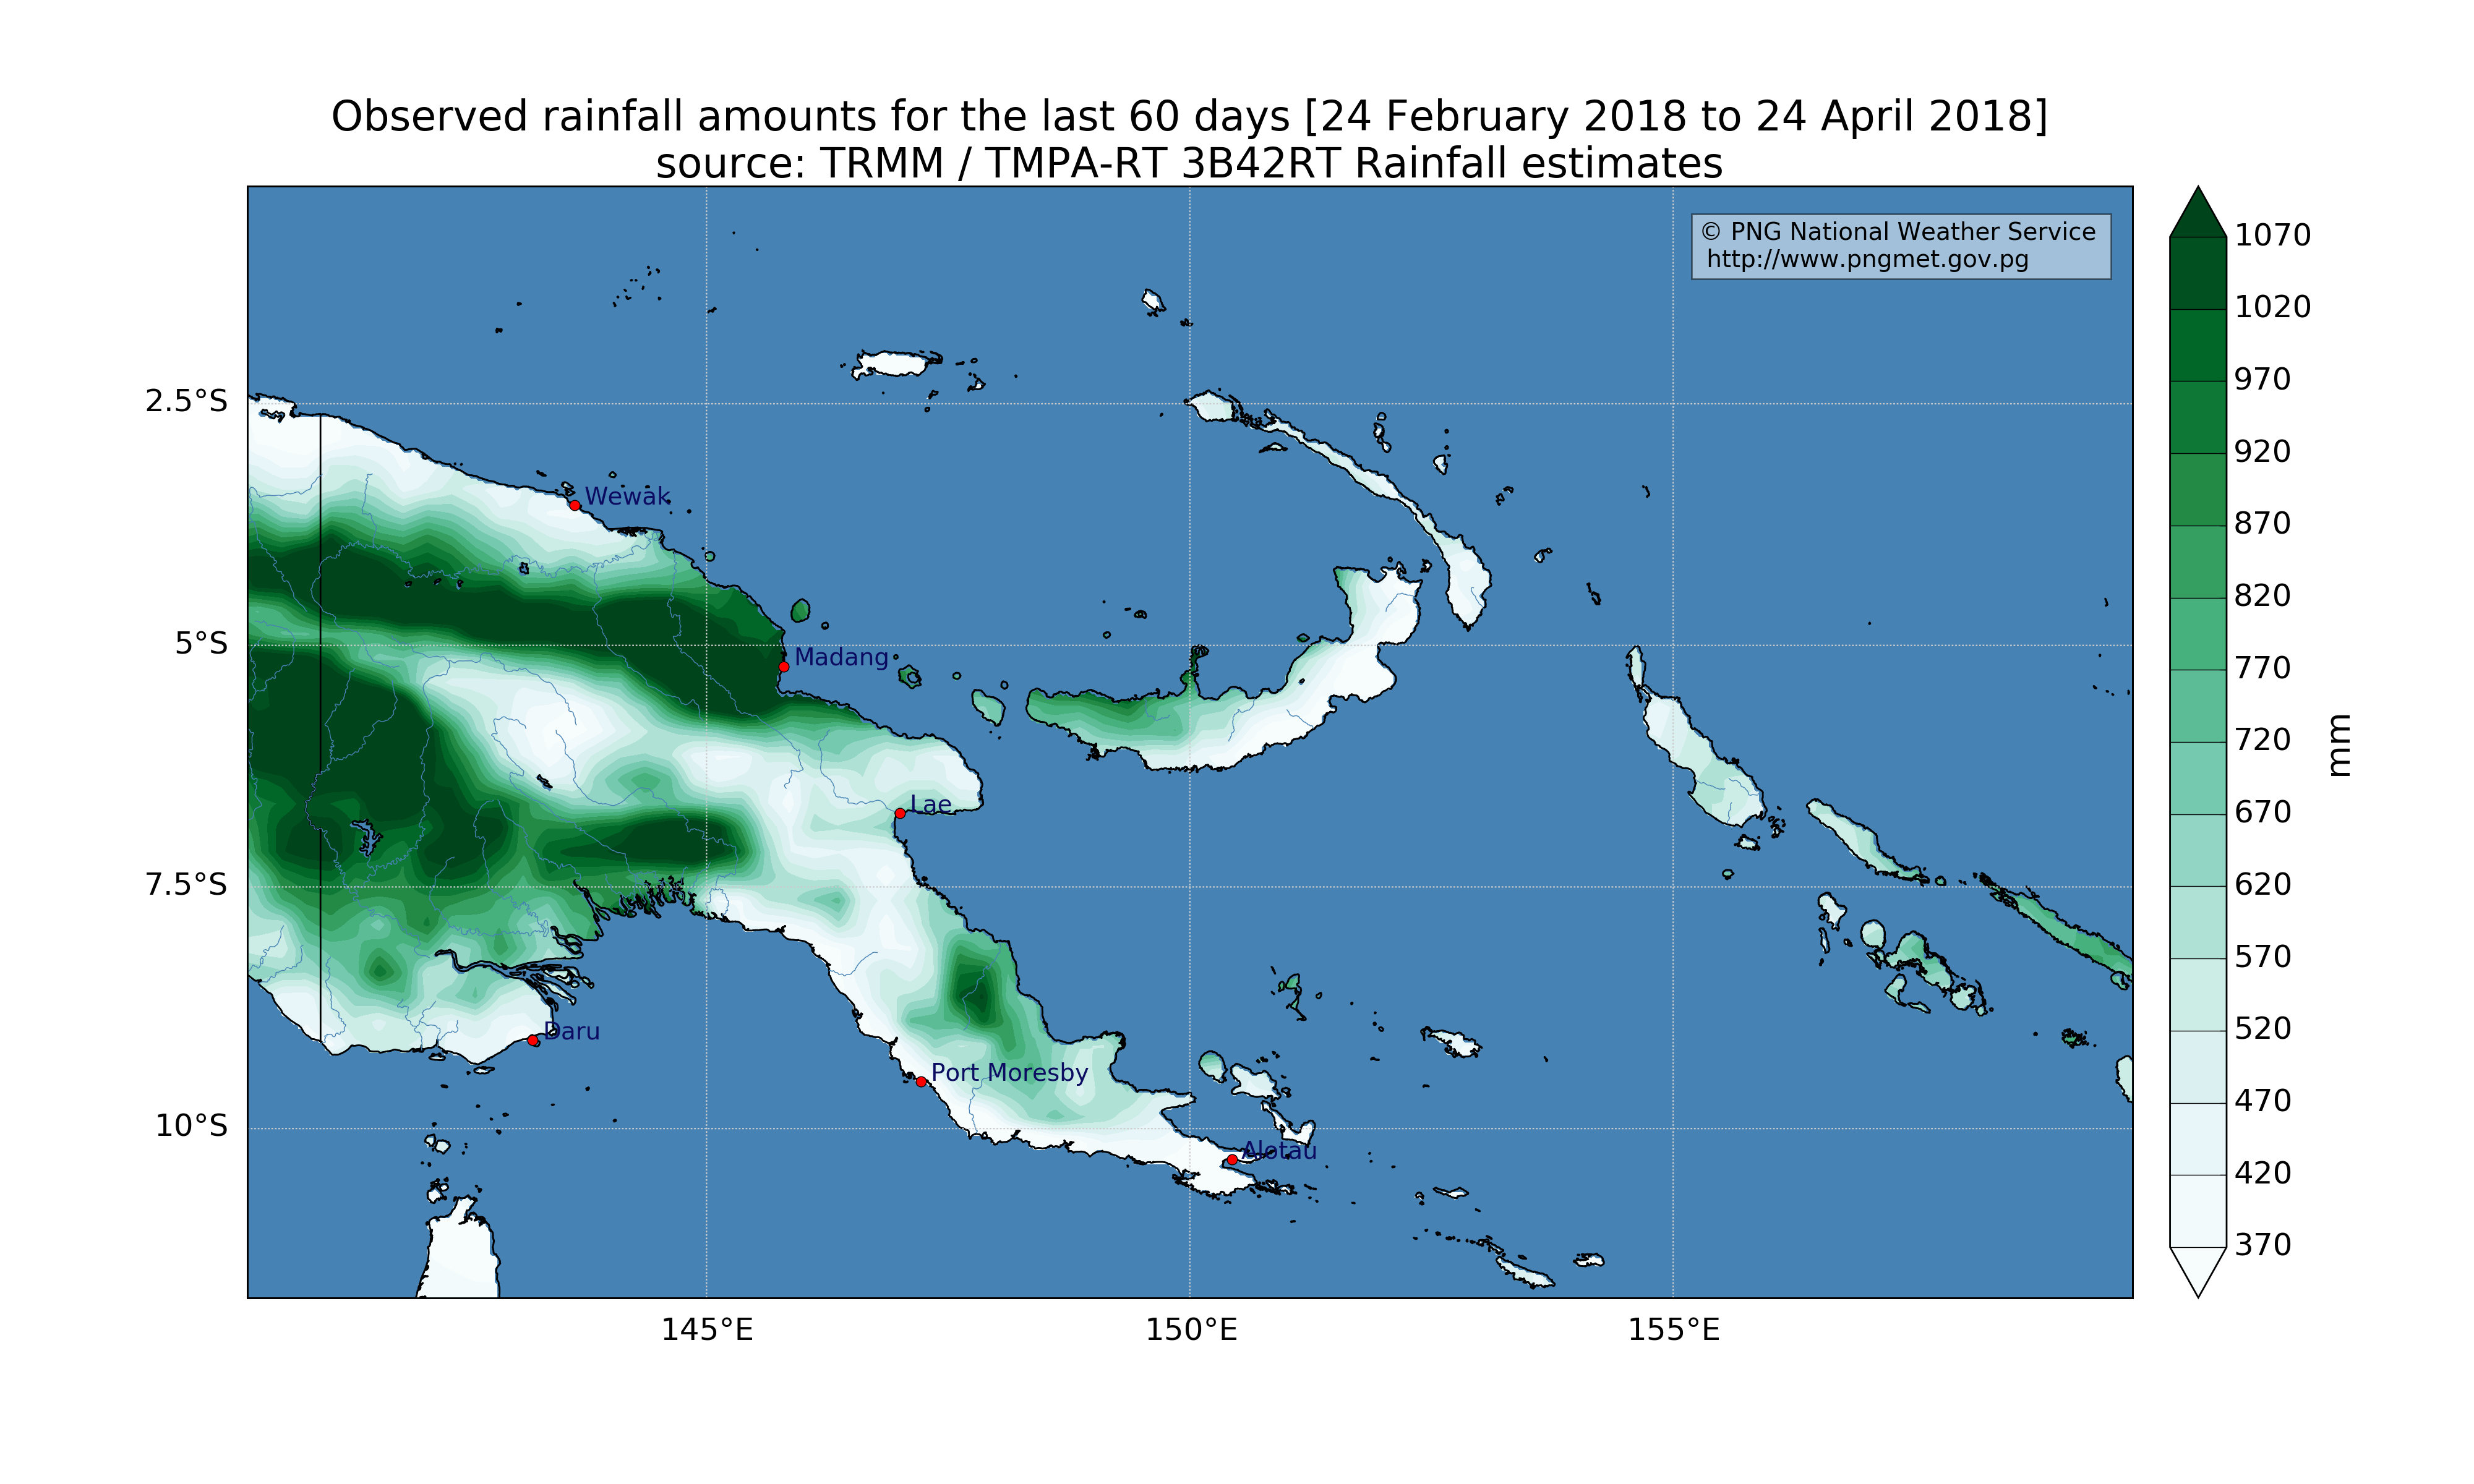 Observed rainfall amounts for the last 60 days [24 February 2018 to 24 April 2018]
source: TRMM / TMPA-RT 3B42RT Rainfall estimates
© PNG National Weather Service
http://www.pngmet.gov.pg
1070
1020
970
920
870
820
770
720
670
620
570
520
470
420
370
mm
2.5°S
5°S
7.5°S
10°S
Wewak
Madang
Lae
Daru
Port Moresby
Alotau
145°E
150°E
155°E